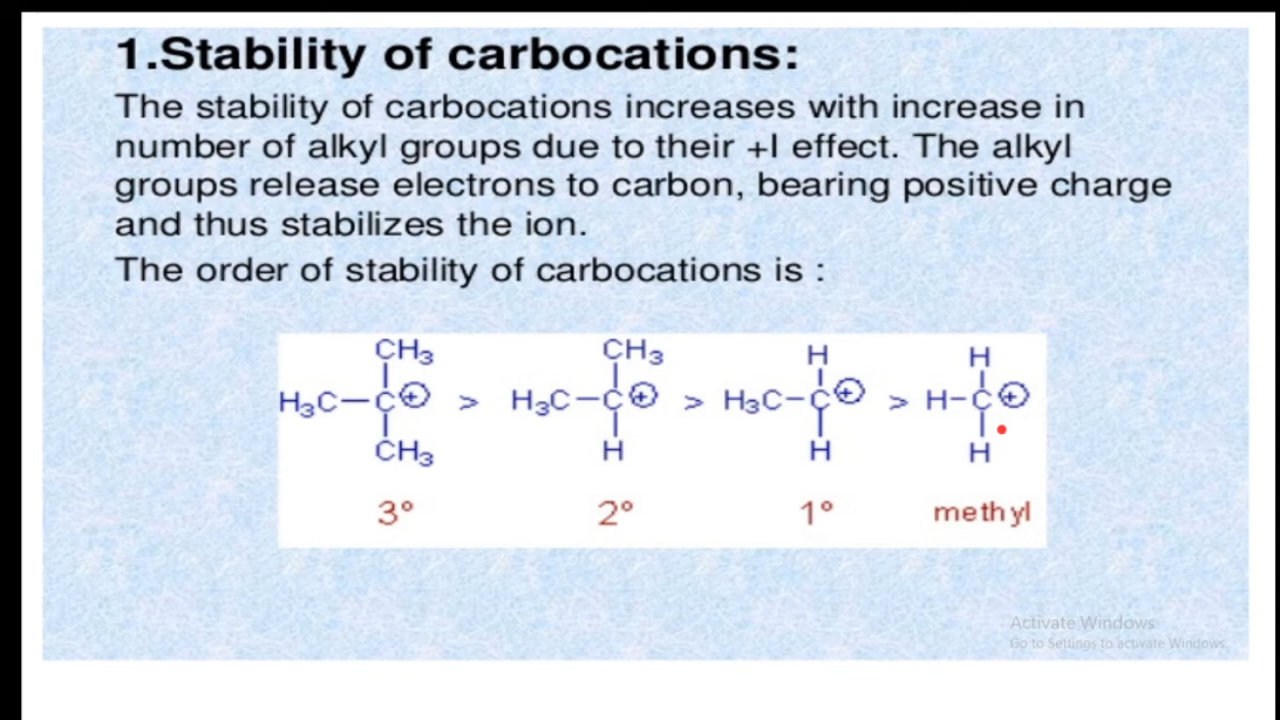 1.Stability of carbocations:
The stability of carbocations increases with increase in
number of alkyl groups due to their +I effect. The alkyl
groups release electrons to carbon, bearing positive charge
and thus stabilizes the ion.
The order of stability of carbocations is :
CH₃ CH₃ H H
H₃C—C⊕ > H₃C—C⊕ > H₃C—C⊕ > H—C⊕
CH₃ H H H
3° 2° 1° methyl
Activate Windows
Go to Settings to activate Windows.